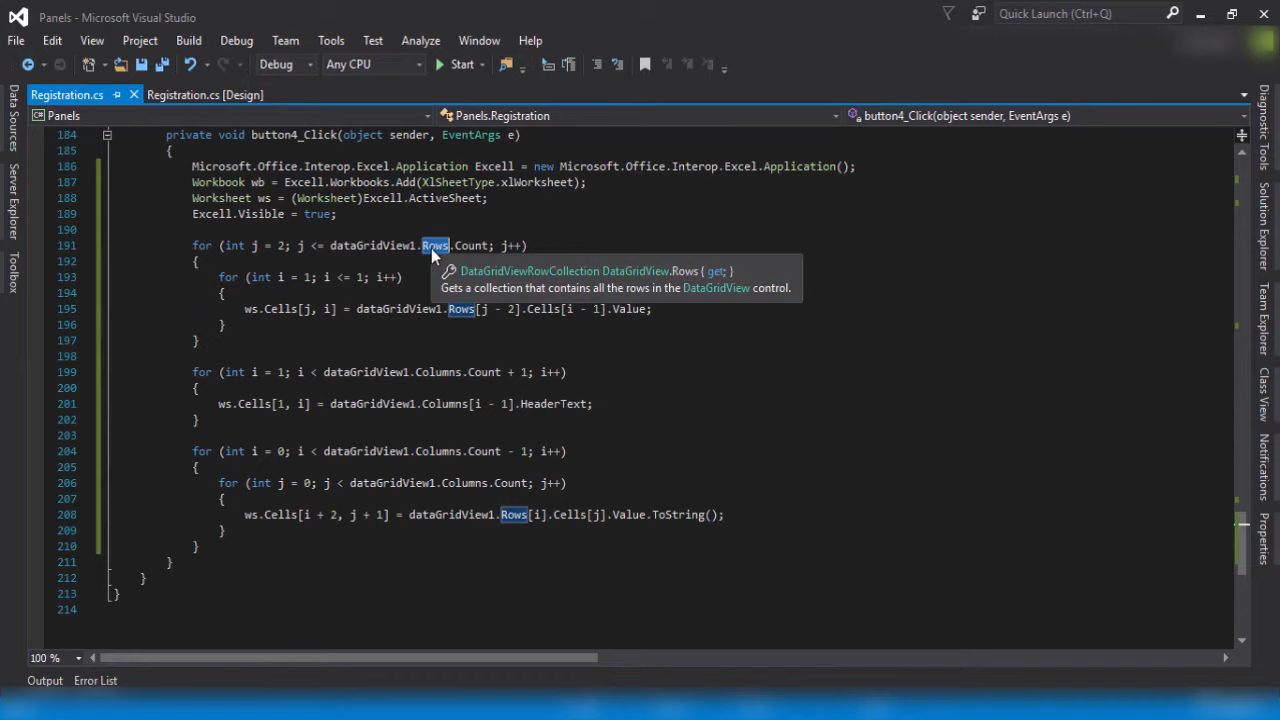 Panels - Microsoft Visual Studio
Quick Launch (Ctrl+Q)
File Edit View Project Build Debug Team Tools Test Analyze Window Help
Debug Any CPU Start
Registration.cs Registration.cs [Design]
Panels Panels.Registration button4_Click(object sender, EventArgs e)
Data Sources
Server Explorer
Toolbox
184 private void button4_Click(object sender, EventArgs e)
185 {
186 Microsoft.Office.Interop.Excel.Application Excell = new Microsoft.Office.Interop.Excel.Application();
187 Workbook wb = Excell.Workbooks.Add(XlSheetType.xlWorksheet);
188 Worksheet ws = (Worksheet)Excell.ActiveSheet;
189 Excell.Visible = true;
190
191 for (int j = 2; j <= dataGridView1.Rows.Count; j++)
192 {
DataGridViewRowCollection DataGridView.Rows { get; }
193 for (int i = 1; i <= 1; i++)
Gets a collection that contains all the rows in the DataGridView control.
194 {
195 ws.Cells[j, i] = dataGridView1.Rows[j - 2].Cells[i - 1].Value;
196 }
197 }
198
199 for (int i = 1; i < dataGridView1.Columns.Count + 1; i++)
200 {
201 ws.Cells[1, i] = dataGridView1.Columns[i - 1].HeaderText;
202 }
203
204 for (int i = 0; i < dataGridView1.Columns.Count - 1; i++)
205 {
206 for (int j = 0; j < dataGridView1.Columns.Count; j++)
207 {
208 ws.Cells[i + 2, j + 1] = dataGridView1.Rows[i].Cells[j].Value.ToString();
209 }
210 }
211 }
212 }
213 }
214
Diagnostic Tools
Solution Explorer
Team Explorer
Class View
Notifications
Properties
100 %
Output Error List